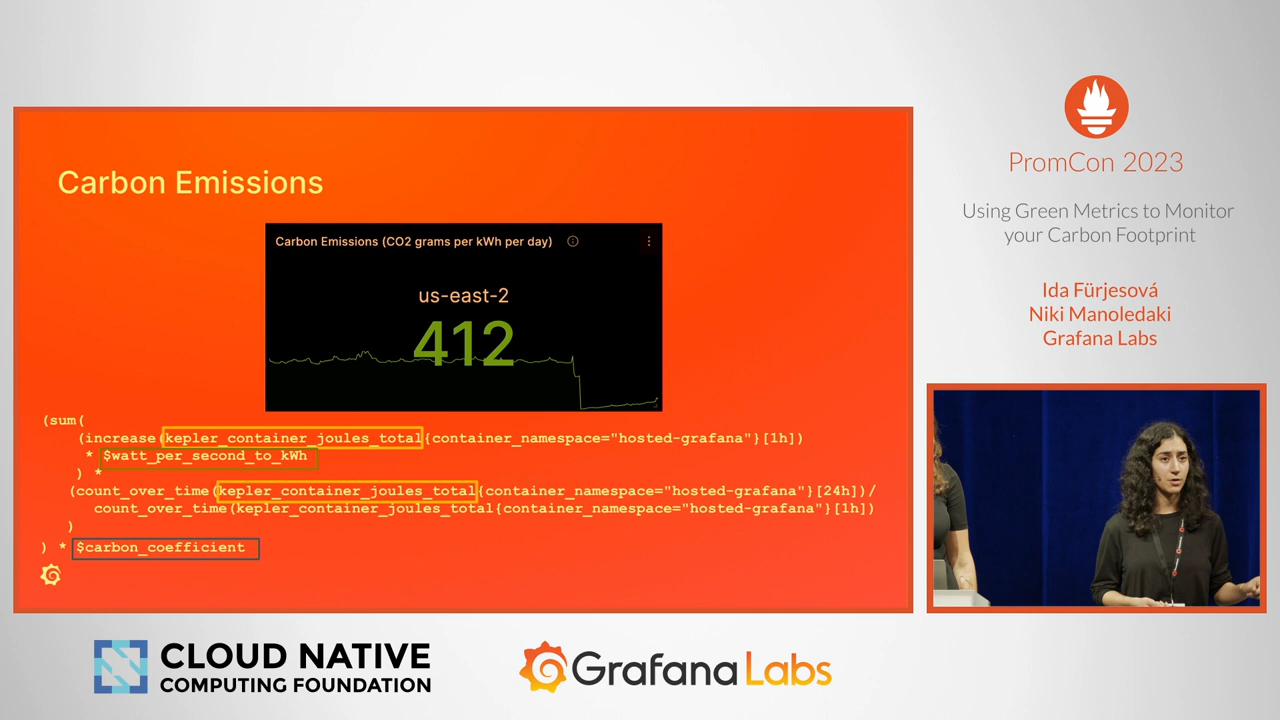 Carbon Emissions
Carbon Emissions (CO2 grams per kWh per day)
us-east-2
412
(sum(
(increase(kepler_container_joules_total{container_namespace="hosted-grafana"}[1h])
* $watt_per_second_to_kWh
) *
(count_over_time(kepler_container_joules_total{container_namespace="hosted-grafana"}[24h])/
count_over_time(kepler_container_joules_total{container_namespace="hosted-grafana"}[1h])
)
) * $carbon_coefficient
PromCon 2023
Using Green Metrics to Monitor
your Carbon Footprint
Ida Fürjesová
Niki Manoledaki
Grafana Labs
CLOUD NATIVE
COMPUTING FOUNDATION
Grafana Labs